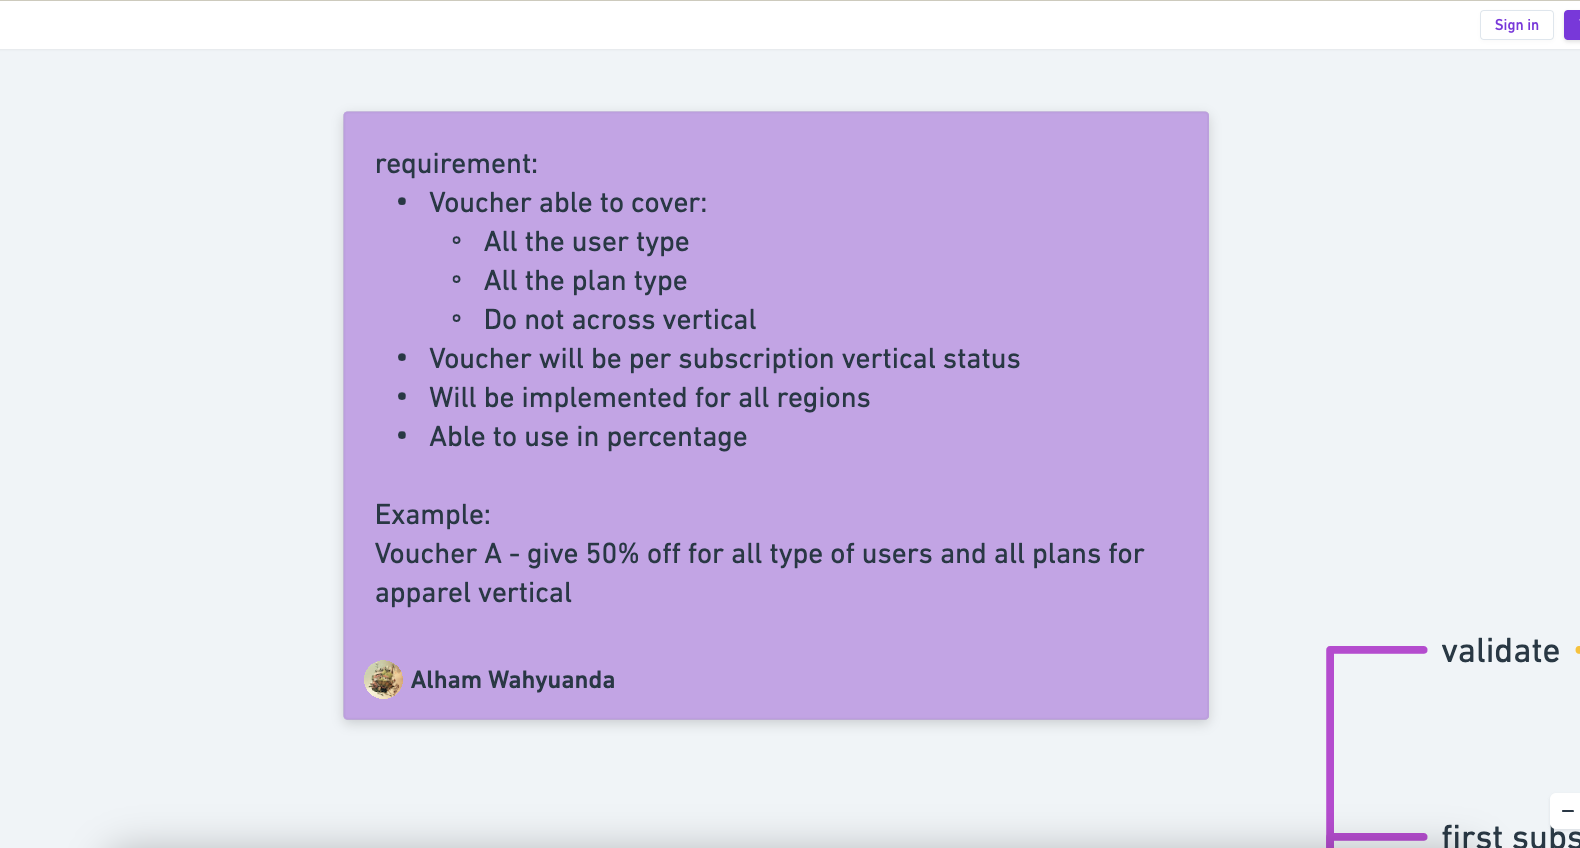 Sign in
requirement:
• Voucher able to cover:
◦ All the user type
◦ All the plan type
◦ Do not across vertical
• Voucher will be per subscription vertical status
• Will be implemented for all regions
• Able to use in percentage
Example:
Voucher A - give 50% off for all type of users and all plans for
apparel vertical
Alham Wahyuanda
validate
first subs